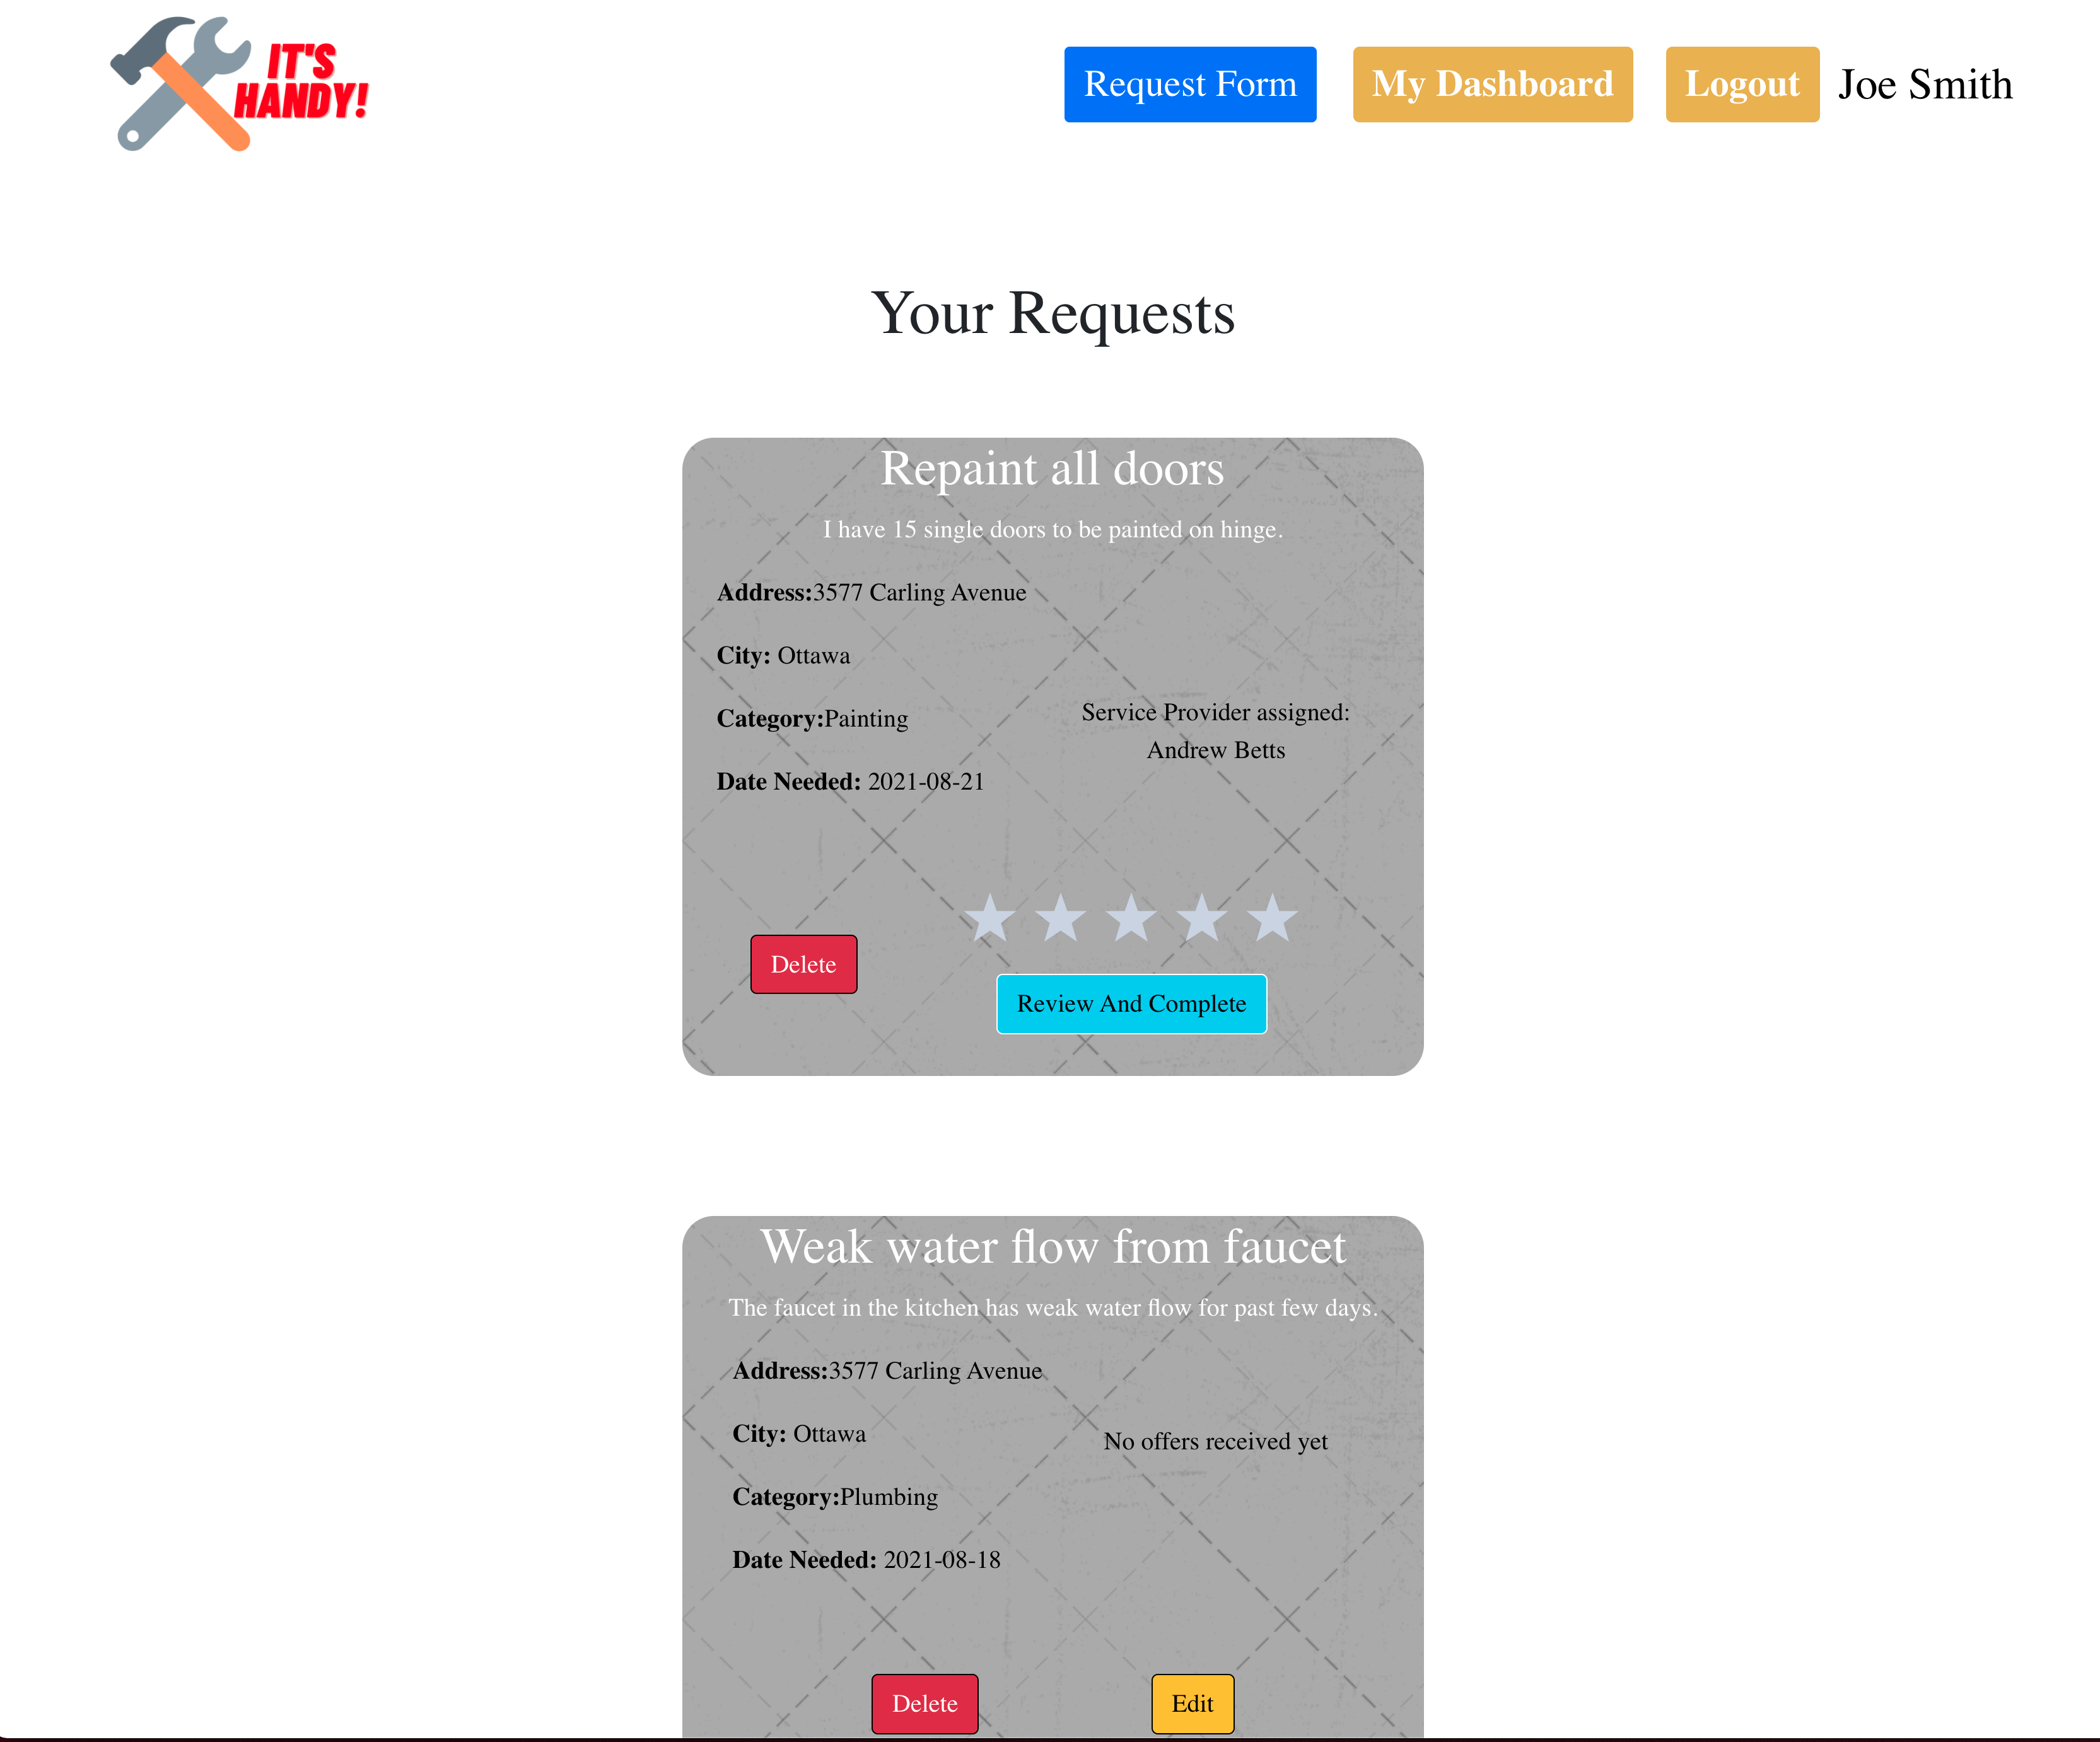 IT'S
HANDY!
Request Form
My Dashboard
Logout
Joe Smith
Your Requests
Repaint all doors
I have 15 single doors to be painted on hinge.
Address:3577 Carling Avenue
City: Ottawa
Category:Painting
Date Needed: 2021-08-21
Service Provider assigned:
Andrew Betts
Delete
Review And Complete
Weak water flow from faucet
The faucet in the kitchen has weak water flow for past few days.
Address:3577 Carling Avenue
City: Ottawa
Category:Plumbing
Date Needed: 2021-08-18
No offers received yet
Delete
Edit